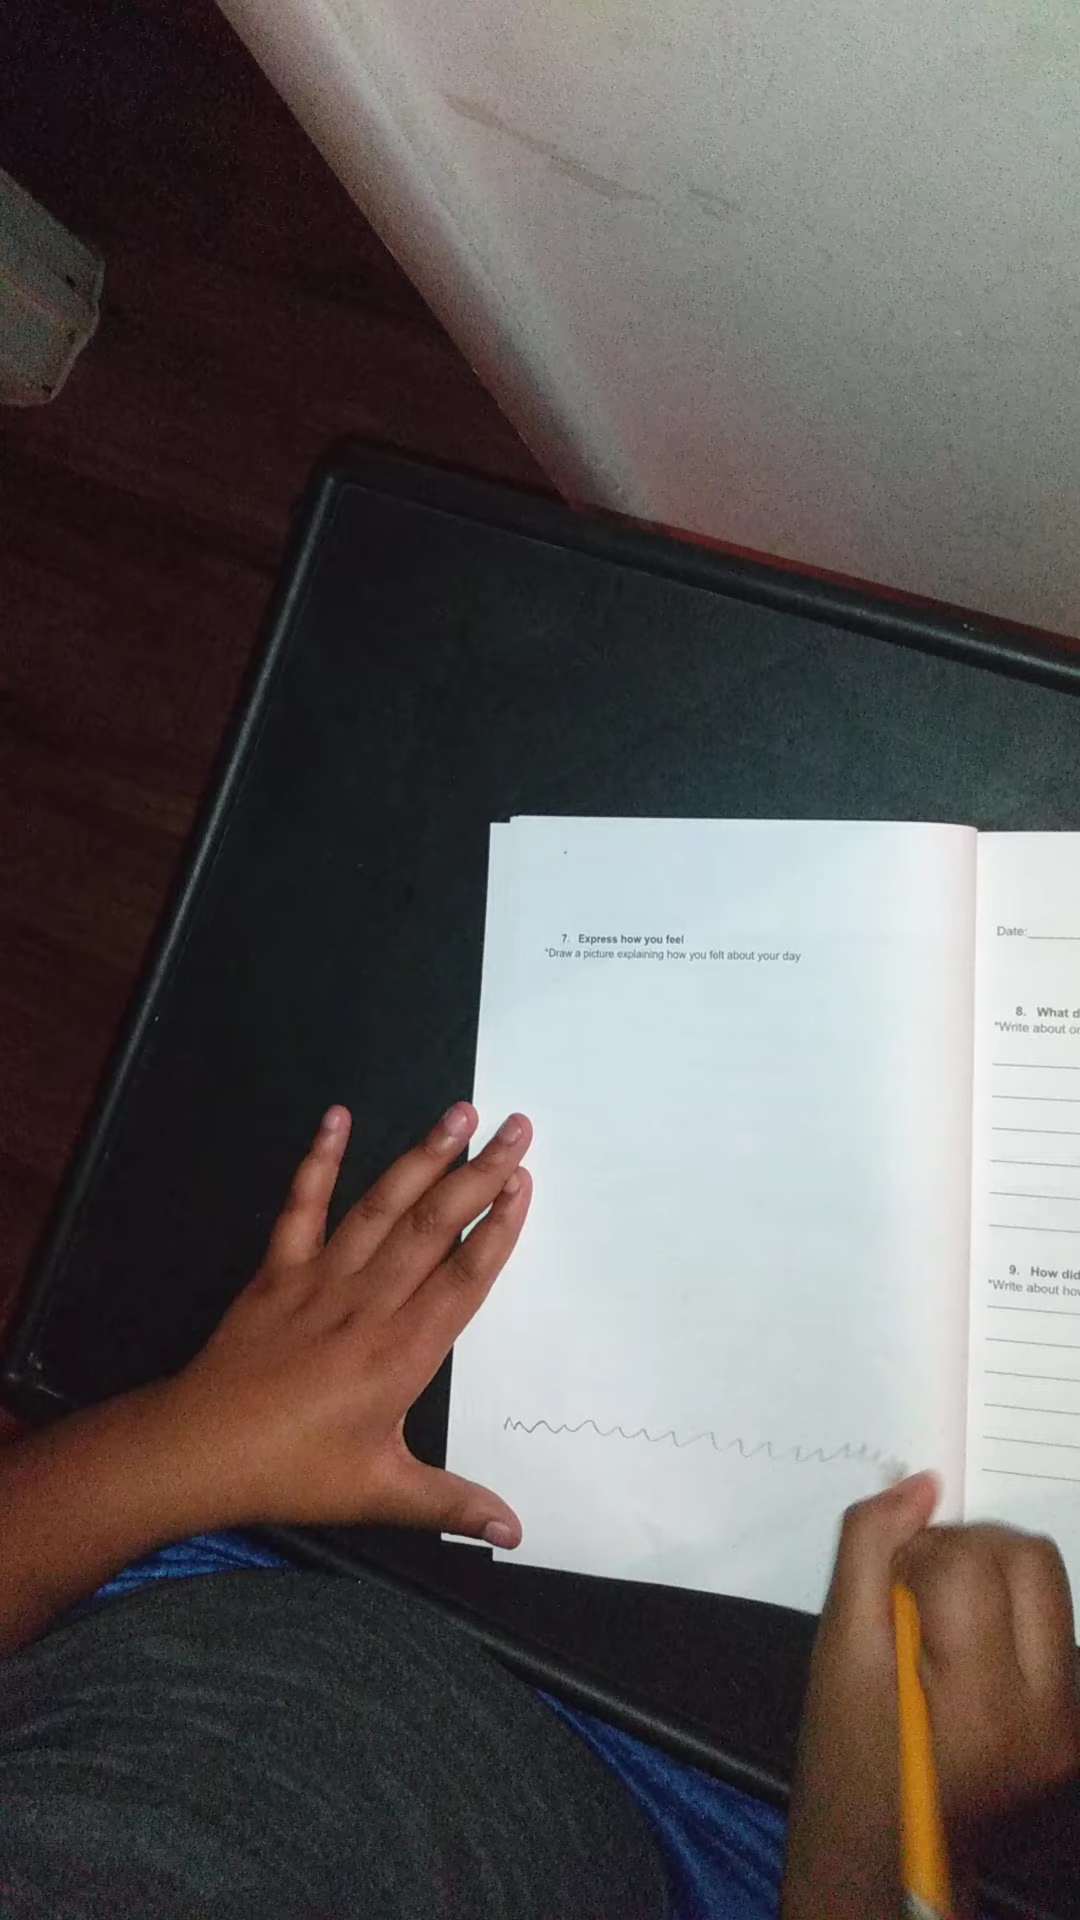 7. Express how you feel
*Draw a picture explaining how you felt about your day
Date:
8. What
*Write about
9. How did
*Write about